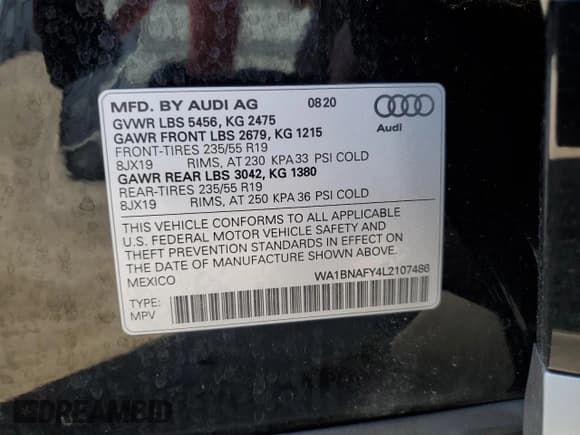 MFD. BY AUDI AG 0820
GVWR LBS 5456, KG 2475
GAWR FRONT LBS 2679, KG 1215
FRONT-TIRES 235/55 R19
8JX19 RIMS, AT 230 KPA 33 PSI COLD
GAWR REAR LBS 3042, KG 1380
REAR-TIRES 235/55 R19
8JX19 RIMS, AT 250 KPA 36 PSI COLD
Audi
THIS VEHICLE CONFORMS TO ALL APPLICABLE
U.S. FEDERAL MOTOR VEHICLE SAFETY AND
THEFT PREVENTION STANDARDS IN EFFECT ON
THE DATE OF MANUFACTURE SHOWN ABOVE.
MEXICO WA1BNAFY4L2107486
TYPE:
MPV
DREAMBID